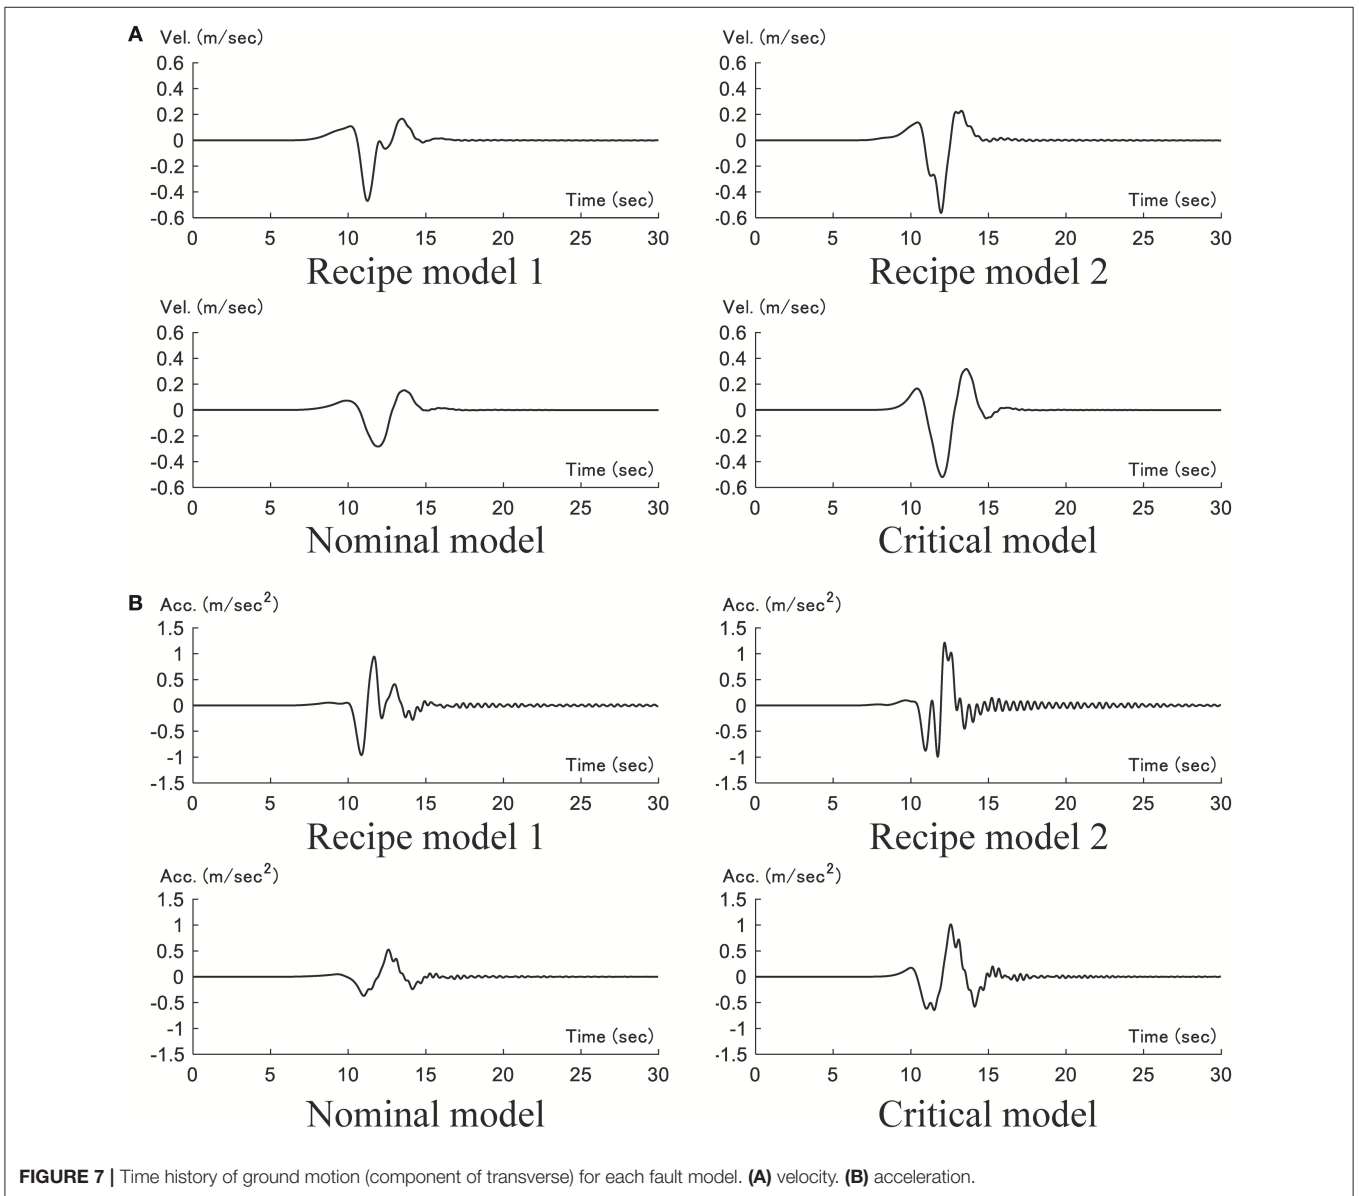 A Vel. (m/sec) Vel. (m/sec)
0.6 0.6
0.4 0.4
0.2 0.2
0 0
-0.2 -0.2
-0.4 Time (sec) -0.4 Time (sec)
-0.6 -0.6
0 5 10 15 20 25 30 0 5 10 15 20 25 30
Recipe model 1 Recipe model 2
Vel. (m/sec) Vel. (m/sec)
0.6 0.6
0.4 0.4
0.2 0.2
0 0
-0.2 -0.2
-0.4 Time (sec) -0.4 Time (sec)
-0.6 -0.6
0 5 10 15 20 25 30 0 5 10 15 20 25 30
Nominal model Critical model
B Acc. (m/sec²) Acc. (m/sec²)
1.5 1.5
1 1
0.5 0.5
0 0
-0.5 -0.5
-1 Time (sec) -1 Time (sec)
-1.5 -1.5
0 5 10 15 20 25 30 0 5 10 15 20 25 30
Recipe model 1 Recipe model 2
Acc. (m/sec²) Acc. (m/sec²)
1.5 1.5
1 1
0.5 0.5
0 0
-0.5 -0.5
-1 Time (sec) -1 Time (sec)
-1.5 -1.5
0 5 10 15 20 25 30 0 5 10 15 20 25 30
Nominal model Critical model
FIGURE 7 | Time history of ground motion (component of transverse) for each fault model. (A) velocity. (B) acceleration.